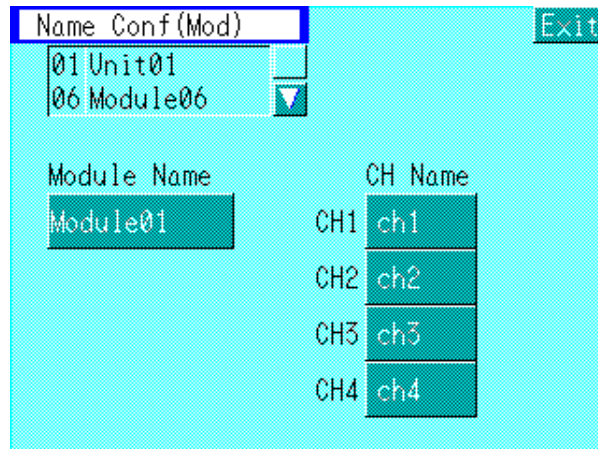 Name Conf(Mod) Exit
01 Unit01
06 Module06
Module Name CH Name
Module01 CH1 ch1
CH2 ch2
CH3 ch3
CH4 ch4